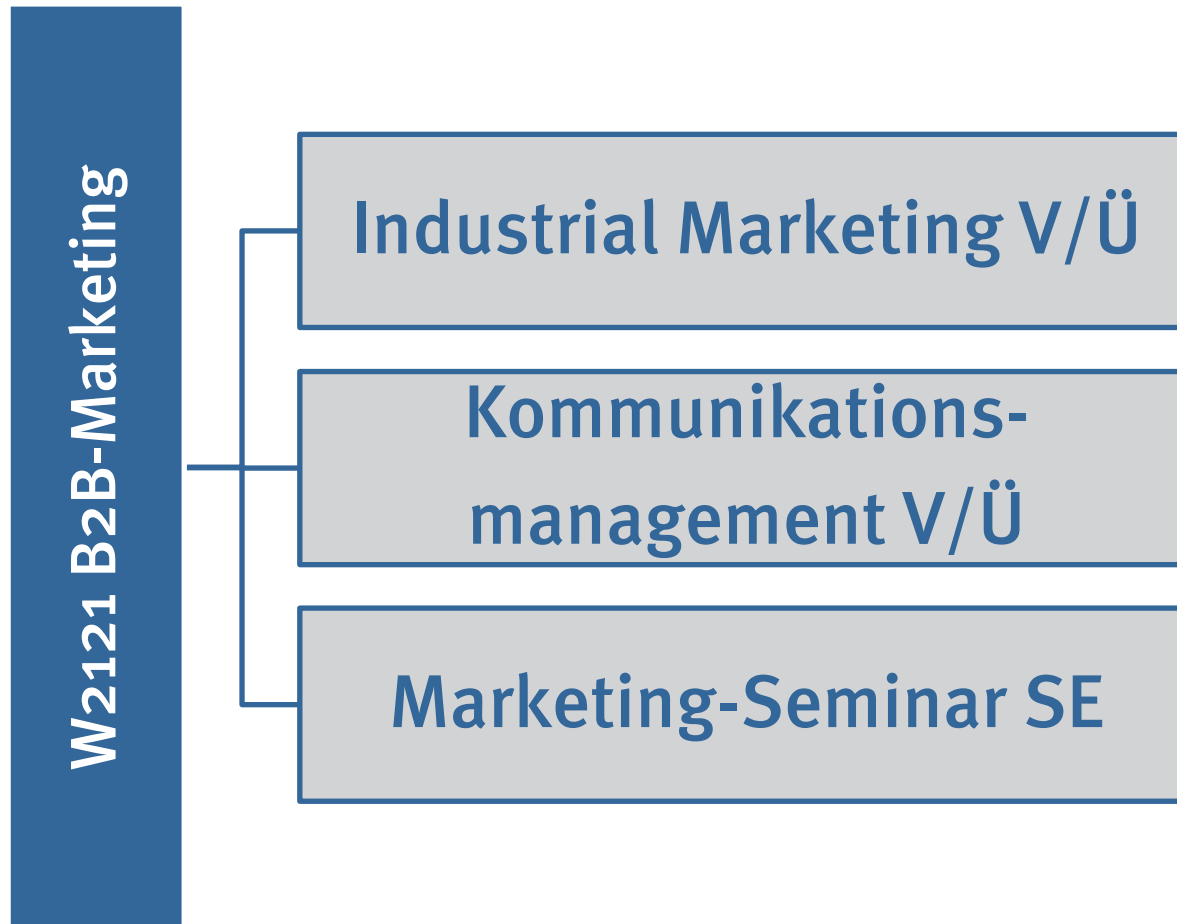 W2121 B2B-Marketing
Industrial Marketing V/Ü
Kommunikations-
management V/Ü
Marketing-Seminar SE